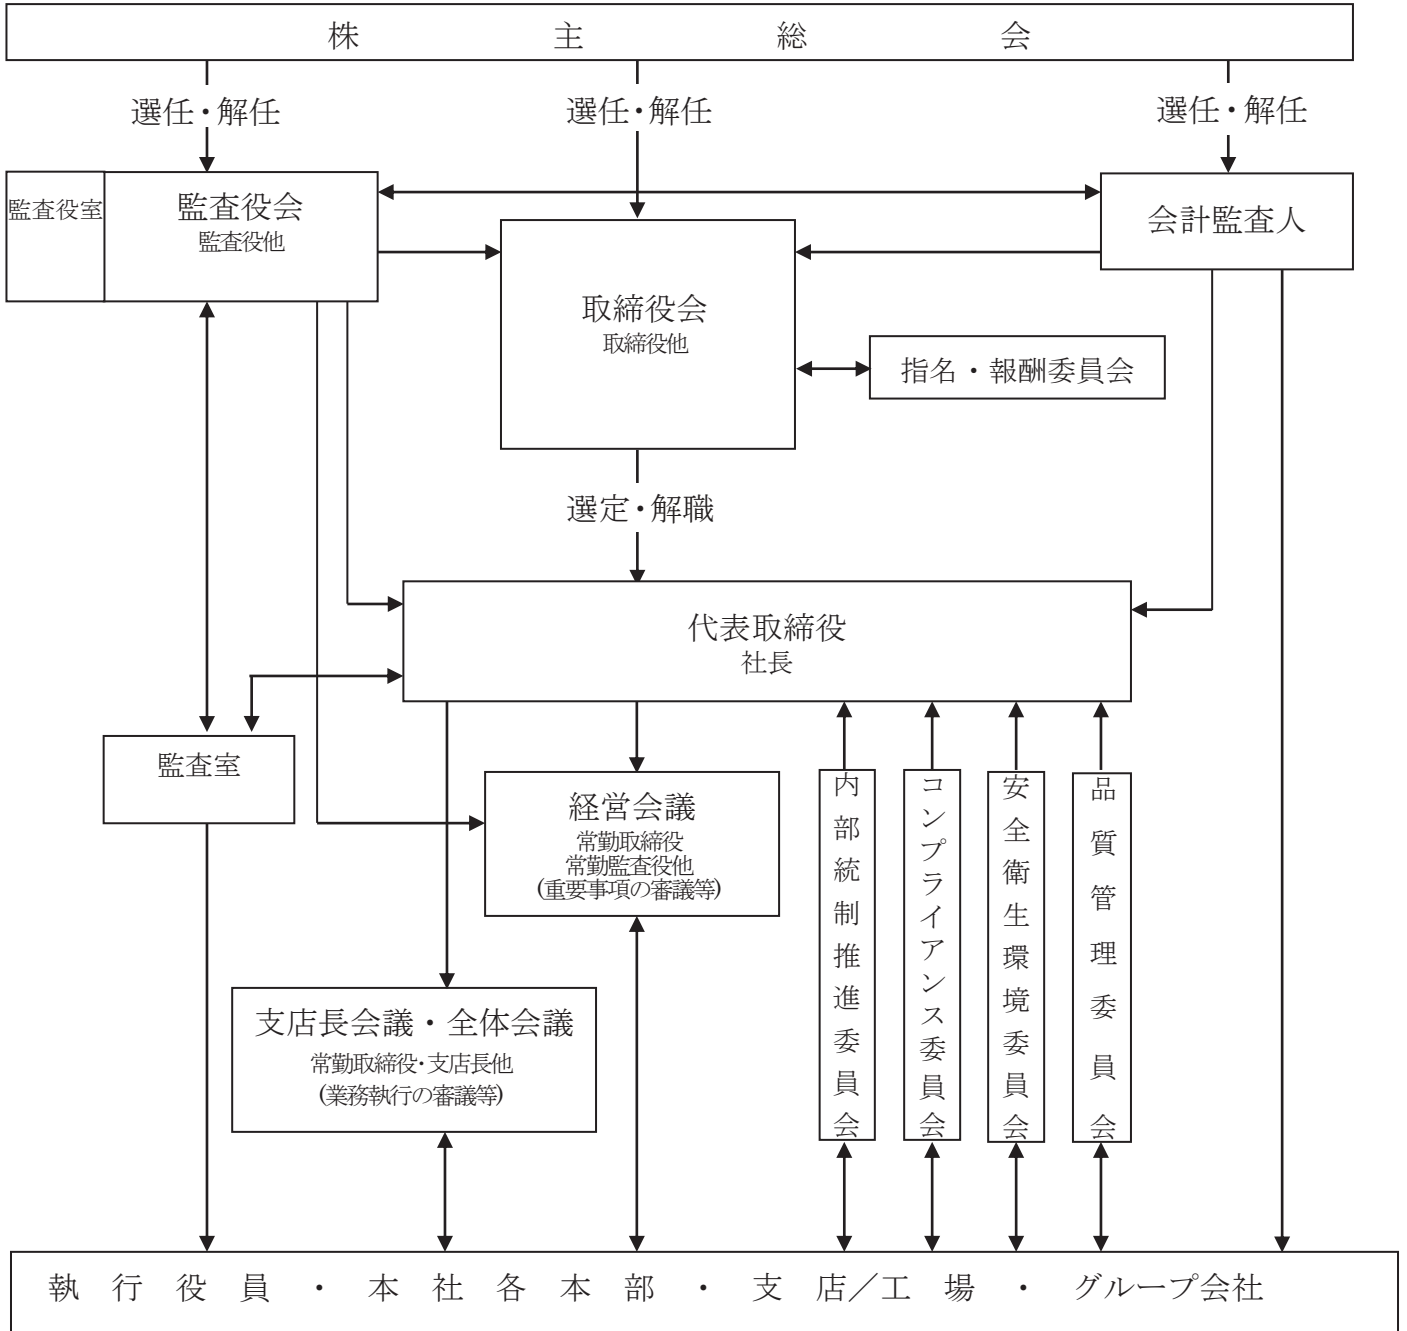 株主総会
選任・解任
選任・解任
選任・解任
監査役室
監査役会
監査役他
会計監査人
取締役会
取締役他
指名・報酬委員会
選定・解職
代表取締役
社長
監査室
経営会議
常勤取締役
常勤監査役他
(重要事項の審議等)
内部統制推進委員会
コンプライアンス委員会
安全衛生環境委員会
品質管理委員会
支店長会議・全体会議
常勤取締役・支店長他
(業務執行の審議等)
執行役員・本社各本部・支店／工場・グループ会社